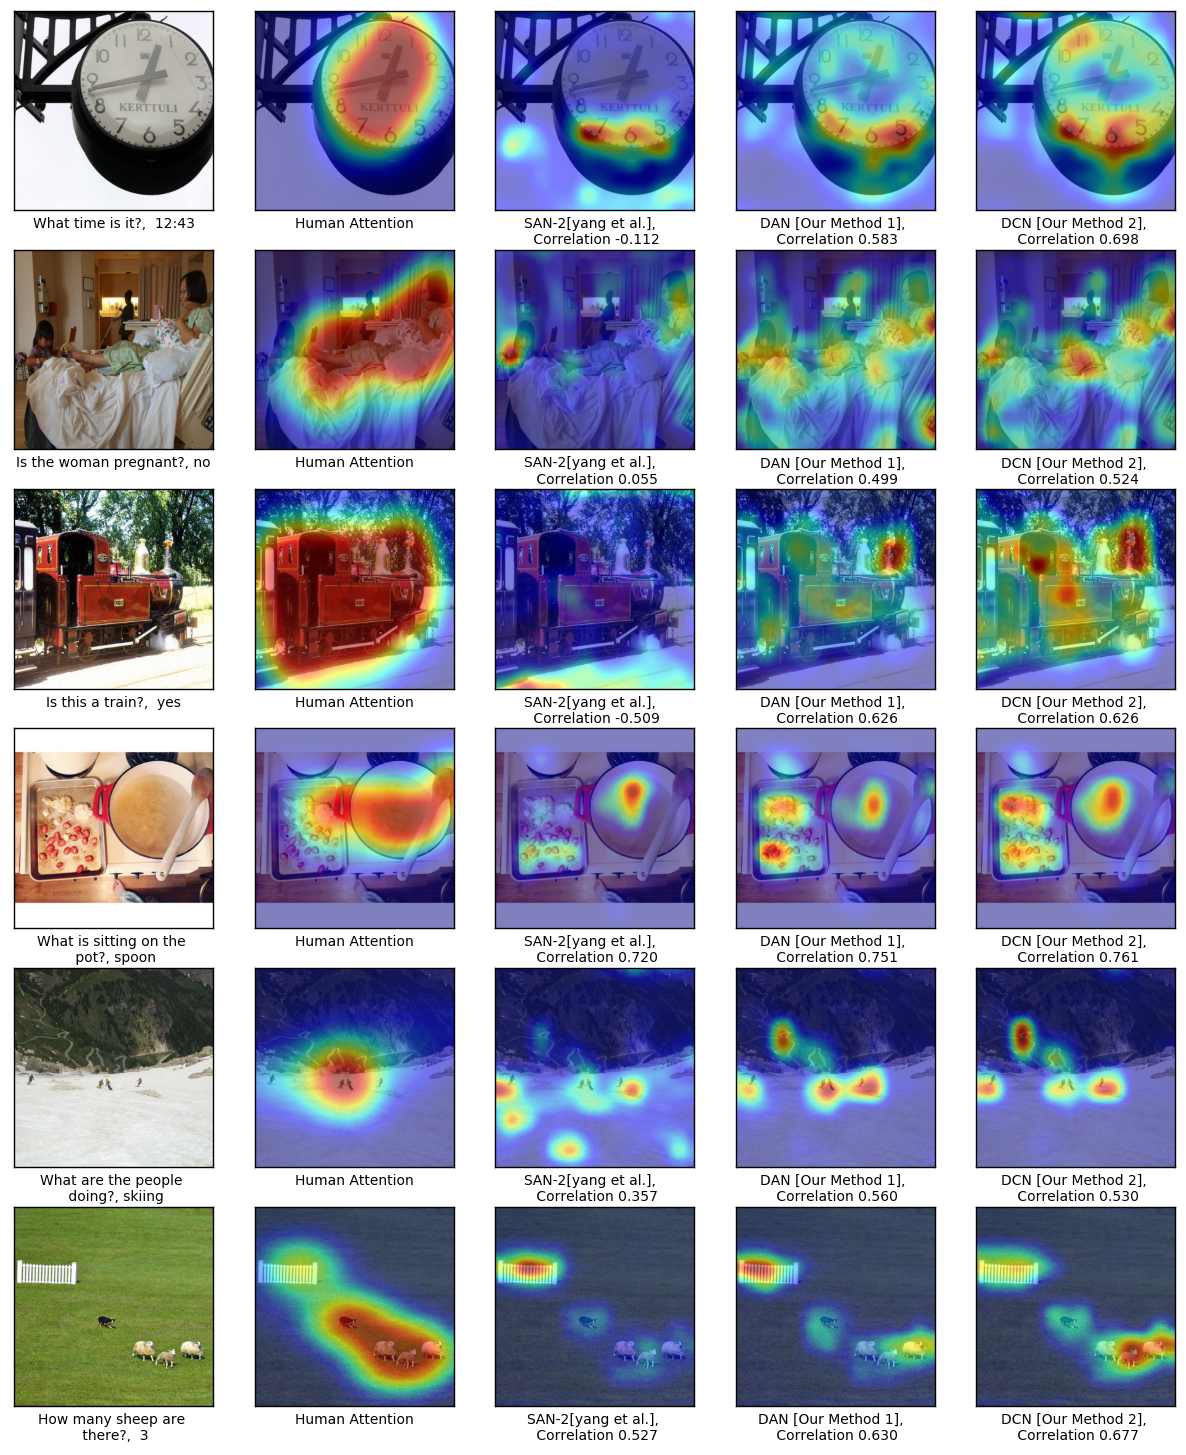 KERTTULI
What time is it?,  12:43
Human Attention
SAN-2[yang et al.],
Correlation -0.112
DAN [Our Method 1],
Correlation 0.583
DCN [Our Method 2],
Correlation 0.698
Is the woman pregnant?, no
Human Attention
SAN-2[yang et al.],
Correlation 0.055
DAN [Our Method 1],
Correlation 0.499
DCN [Our Method 2],
Correlation 0.524
Is this a train?,  yes
Human Attention
SAN-2[yang et al.],
Correlation -0.509
DAN [Our Method 1],
Correlation 0.626
DCN [Our Method 2],
Correlation 0.626
What is sitting on the
pot?, spoon
Human Attention
SAN-2[yang et al.],
Correlation 0.720
DAN [Our Method 1],
Correlation 0.751
DCN [Our Method 2],
Correlation 0.761
What are the people
doing?, skiing
Human Attention
SAN-2[yang et al.],
Correlation 0.357
DAN [Our Method 1],
Correlation 0.560
DCN [Our Method 2],
Correlation 0.530
How many sheep are
there?,  3
Human Attention
SAN-2[yang et al.],
Correlation 0.527
DAN [Our Method 1],
Correlation 0.630
DCN [Our Method 2],
Correlation 0.677